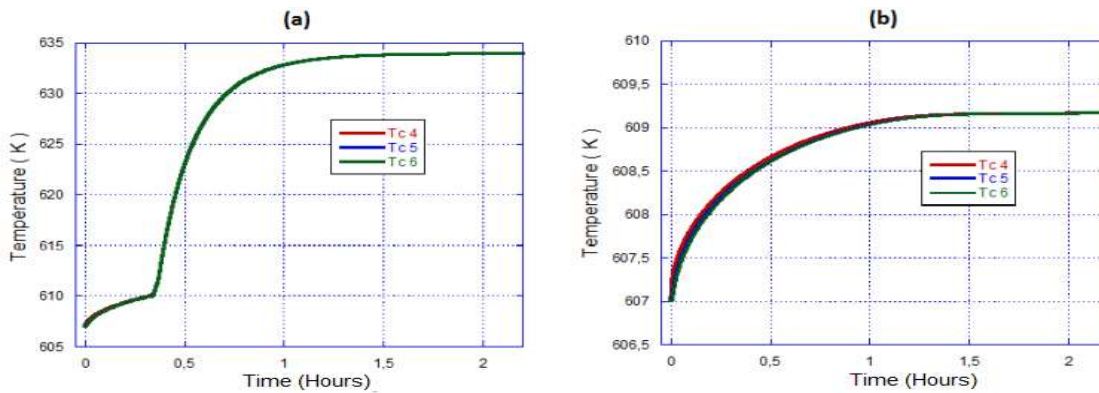 (a)
Temperature ( K)
635
630
625
620
615
610
605
Tc 4
Tc 5
Tc 6
0
0,5
1
1,5
2
Time (Hours)
(b)
Temperature ( K)
610
609,5
609
608,5
608
607,5
607
606,5
Tc 4
Tc 5
Tc 6
0
0,5
1
1,5
2
Time (Hours)